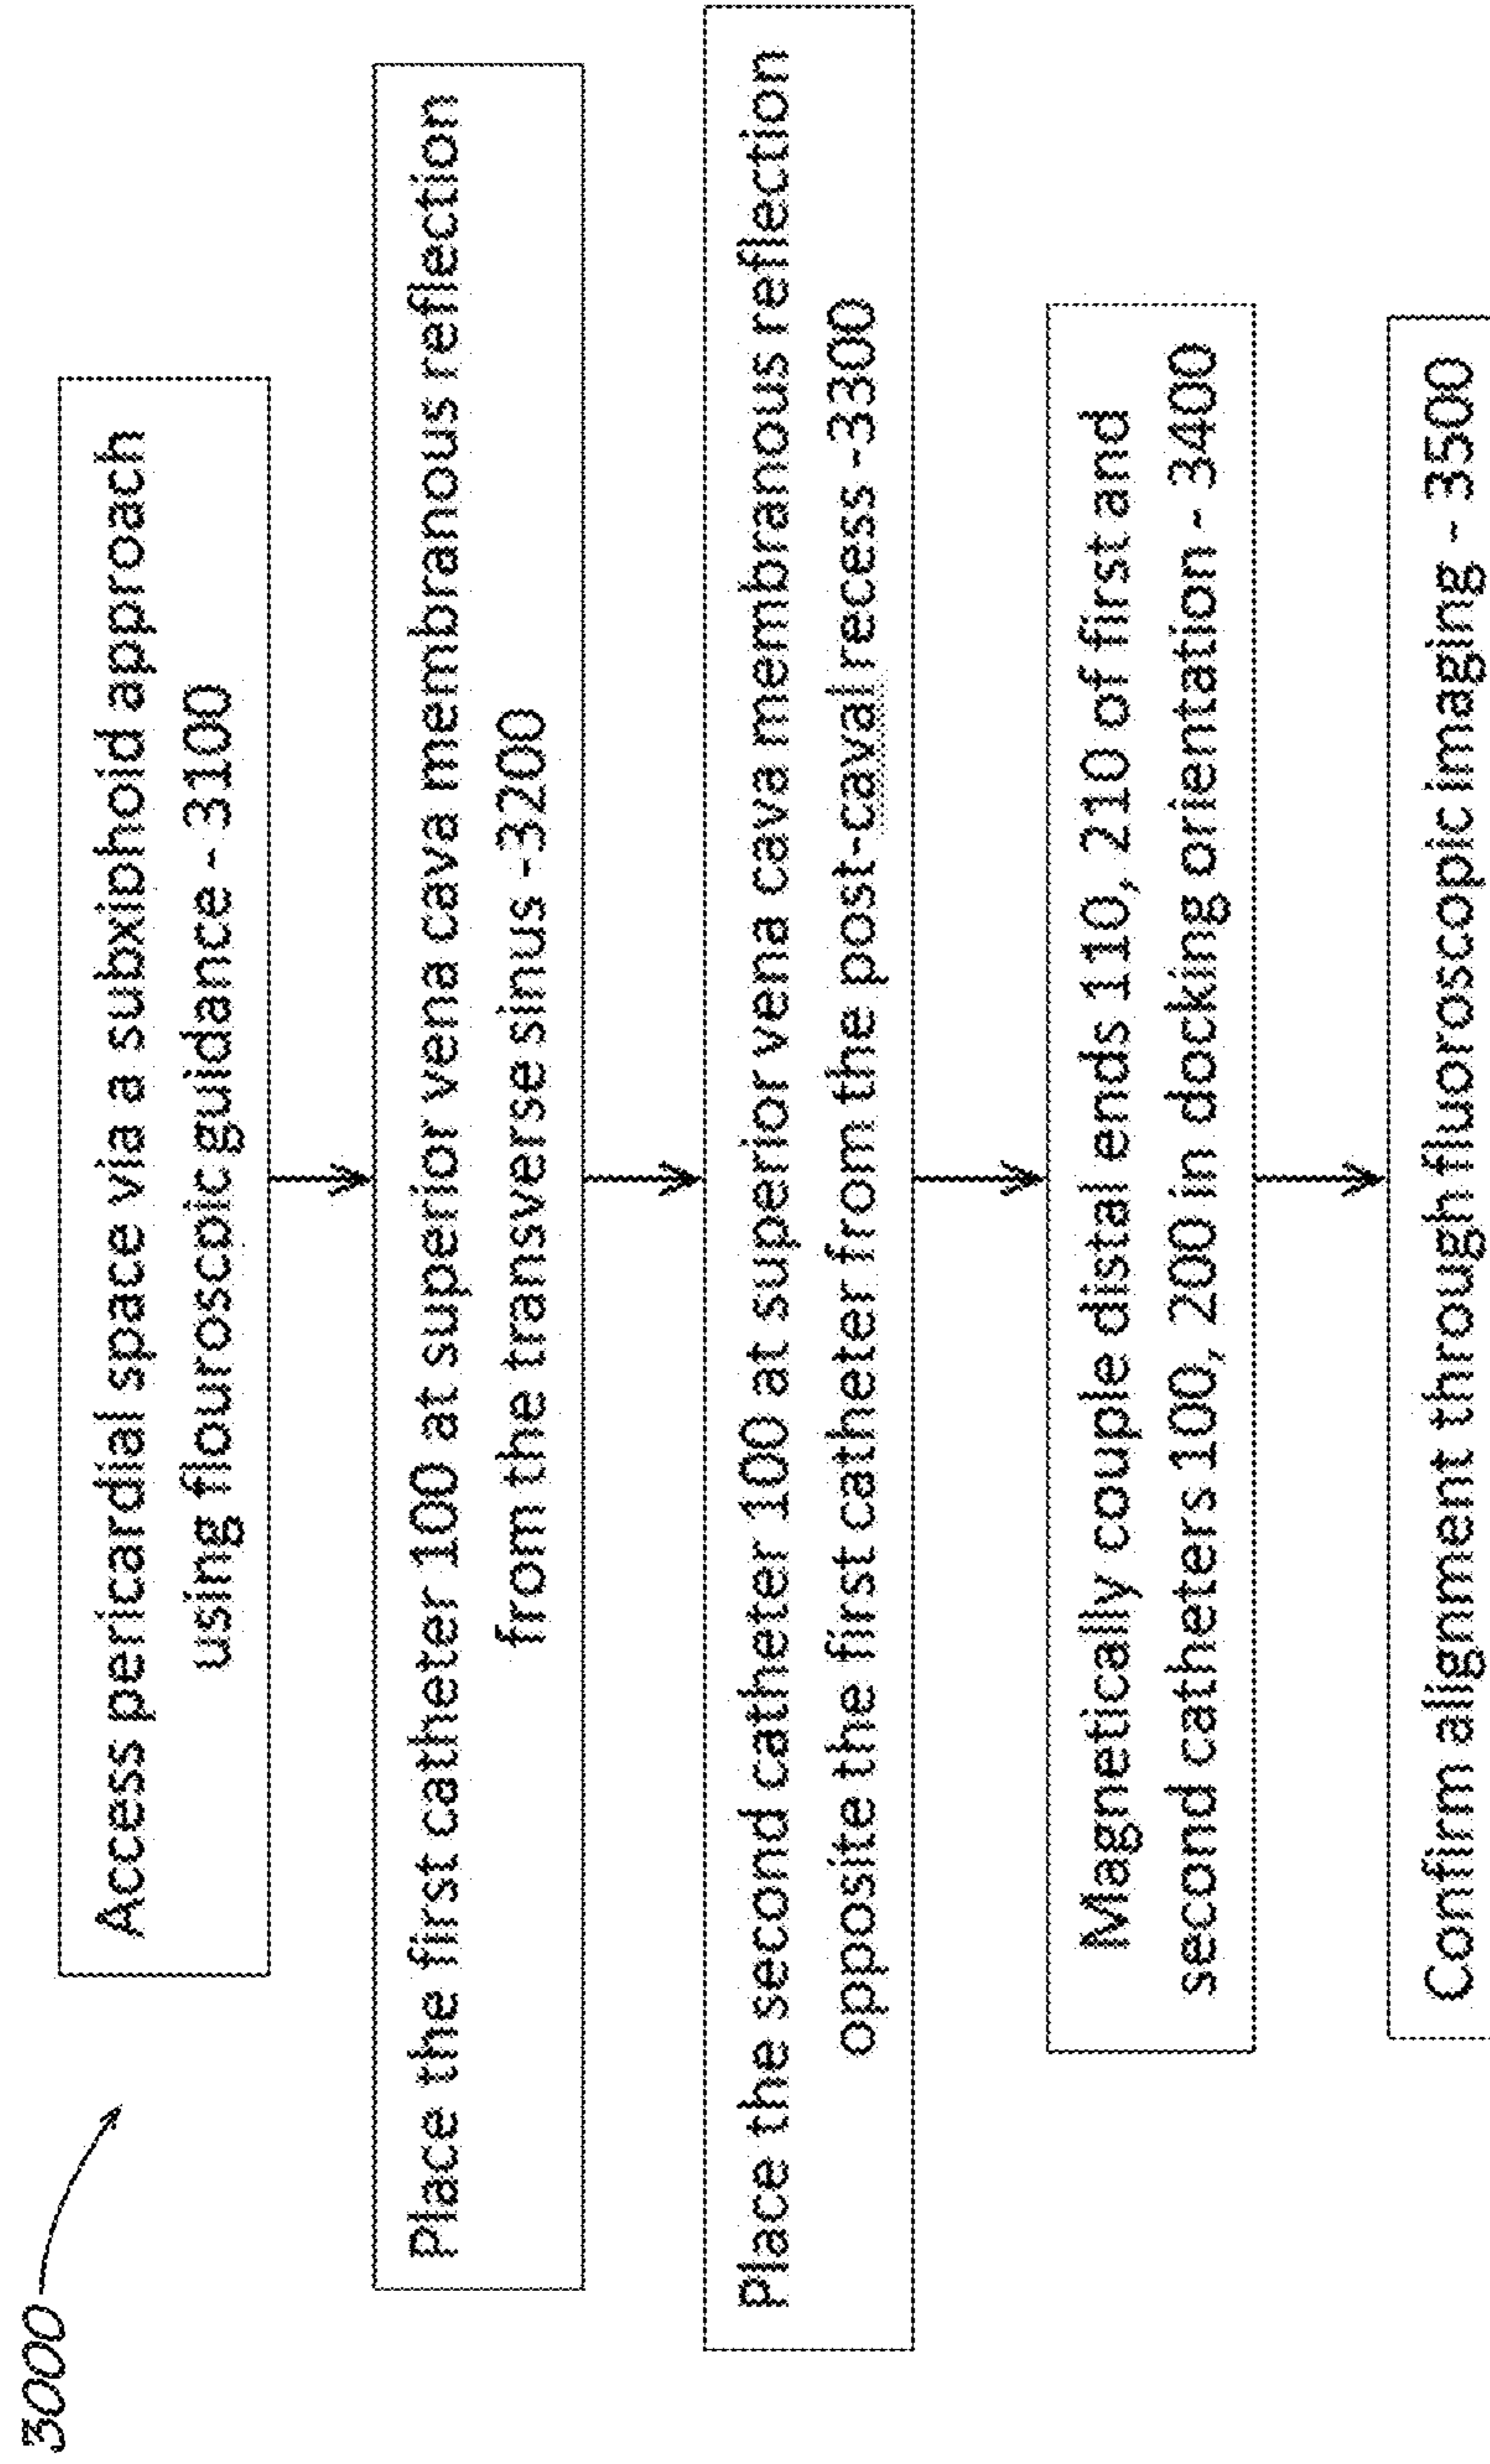 3000
Access pericardial space via a subxiphoid approach
using flouroscopic guidance - 3100
Place the first catheter 100 at superior vena cava membranous reflection
from the transverse sinus -3200
Place the second catheter 100 at superior vena cava membranous reflection
opposite the first catheter from the post-caval recess -3300
Magnetically couple distal ends 110, 210 of first and
second catheters 100, 200 in docking orientation - 3400
Confirm alignment through fluoroscopic imaging - 3500